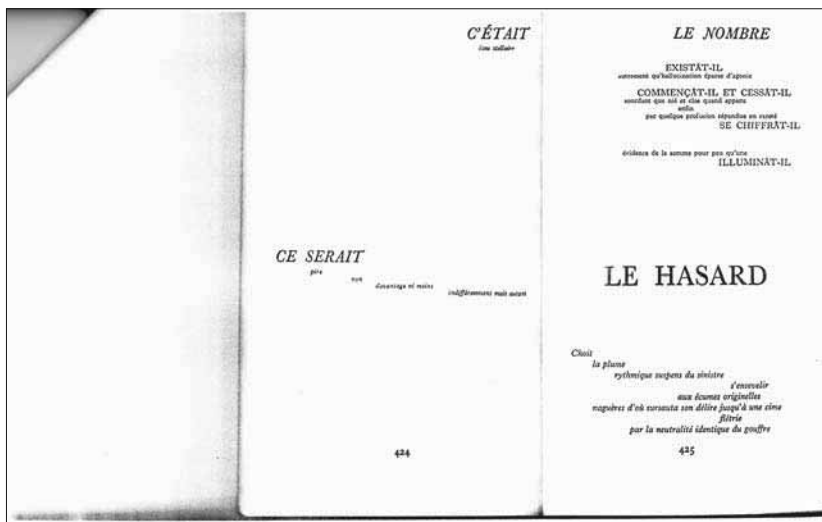 C'ÉTAIT
issu stellaire
CE SERAIT
pire
non
davantage ni moins
indifféremment mais autant
424
LE NOMBRE
EXISTÂT-IL
autrement qu'hallucination éparse d'agonie
COMMENÇÂT-IL ET CESSÂT-IL
sourdant que nié et clos quand apparu
enfin
par quelque profusion répandue en rareté
SE CHIFFRÂT-IL
évidence de la somme pour peu qu'une
ILLUMINÂT-IL
LE HASARD
Choit
la plume
rythmique suspens du sinistre
s'ensevelir
aux écumes originelles
naguères d'où sursauta son délire jusqu'à une cime
flétrie
par la neutralité identique du gouffre
425